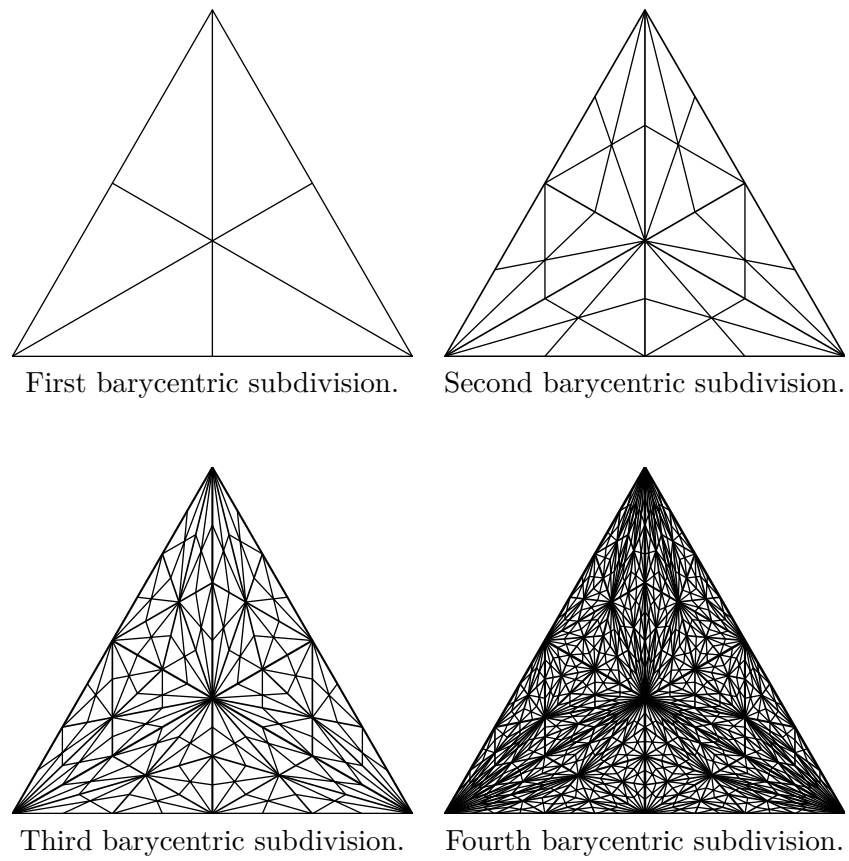 First barycentric subdivision.
Second barycentric subdivision.
Third barycentric subdivision.
Fourth barycentric subdivision.